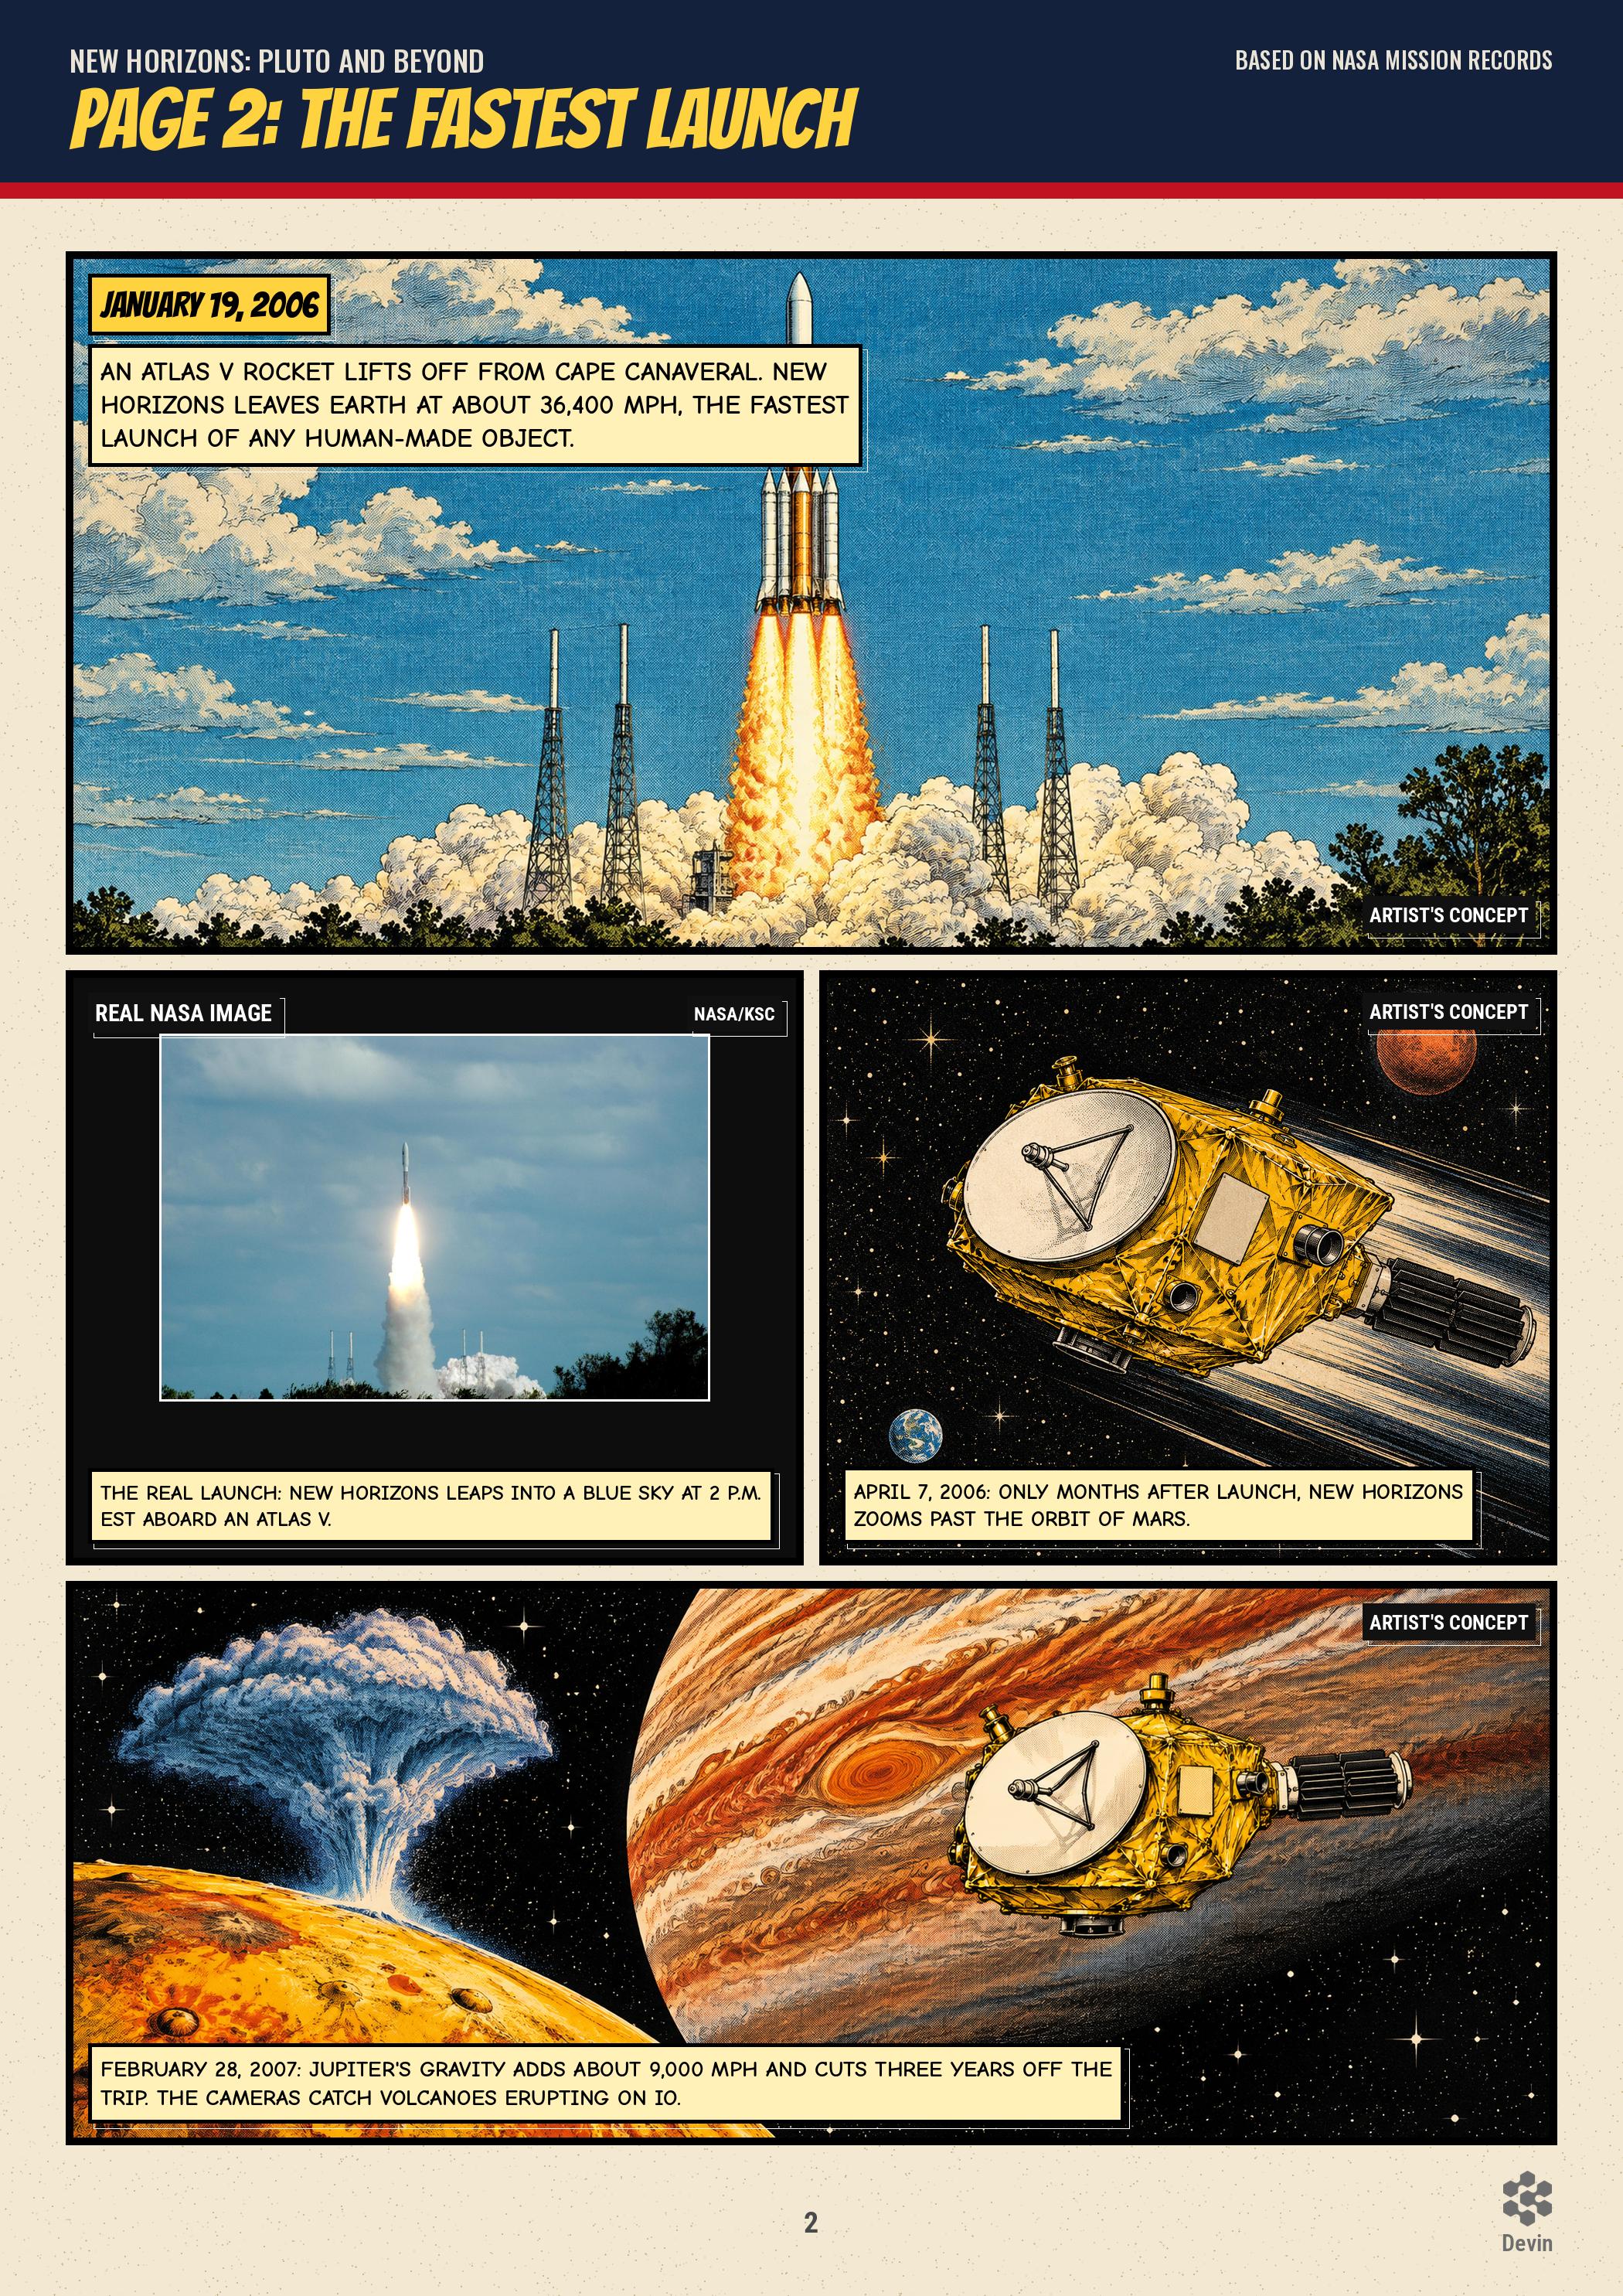 NEW HORIZONS: PLUTO AND BEYOND
BASED ON NASA MISSION RECORDS
PAGE 2: THE FASTEST LAUNCH
JANUARY 19, 2006
AN ATLAS V ROCKET LIFTS OFF FROM CAPE CANAVERAL. NEW
HORIZONS LEAVES EARTH AT ABOUT 36,400 MPH, THE FASTEST
LAUNCH OF ANY HUMAN-MADE OBJECT.
ARTIST'S CONCEPT
REAL NASA IMAGE
NASA/KSC
THE REAL LAUNCH: NEW HORIZONS LEAPS INTO A BLUE SKY AT 2 P.M.
EST ABOARD AN ATLAS V.
ARTIST'S CONCEPT
APRIL 7, 2006: ONLY MONTHS AFTER LAUNCH, NEW HORIZONS
ZOOMS PAST THE ORBIT OF MARS.
ARTIST'S CONCEPT
FEBRUARY 28, 2007: JUPITER'S GRAVITY ADDS ABOUT 9,000 MPH AND CUTS THREE YEARS OFF THE
TRIP. THE CAMERAS CATCH VOLCANOES ERUPTING ON IO.
2
Devin